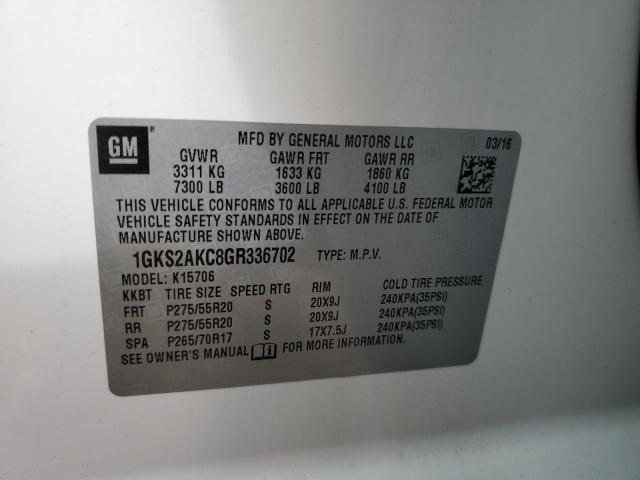 GM
MFD BY GENERAL MOTORS LLC 03/16
GVWR GAWR FRT GAWR RR
3311 KG 1633 KG 1860 KG
7300 LB 3600 LB 4100 LB
THIS VEHICLE CONFORMS TO ALL APPLICABLE U.S. FEDERAL MOTOR
VEHICLE SAFETY STANDARDS IN EFFECT ON THE DATE OF
MANUFACTURE SHOWN ABOVE.
1GKS2AKC8GR336702 TYPE: M.P.V.
MODEL: K15706
KKBT TIRE SIZE SPEED RTG RIM COLD TIRE PRESSURE
FRT P275/55R20 S 20X9J 240KPA(35PSI)
RR P275/55R20 S 20X9J 240KPA(35PSI)
SPA P265/70R17 S 17X7.5J 240KPA(35PSI)
SEE OWNER'S MANUAL i FOR MORE INFORMATION.